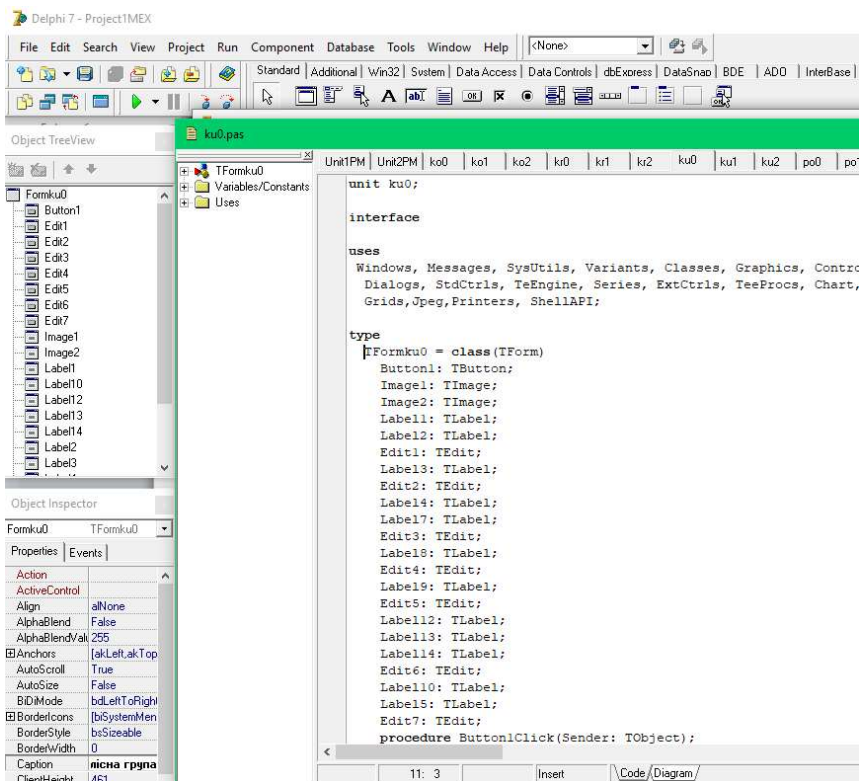 Delphi 7 - Project1MEX
File Edit Search View Project Run Component Database Tools Window Help <None>
Standard Additional Win32 System Data Access Data Controls dbExpress DataSnap BDE ADO InterBase
Object TreeView
Formku0
Button1
Edit1
Edit2
Edit3
Edit4
Edit5
Edit6
Edit7
Image1
Image2
Label1
Label10
Label12
Label13
Label14
Label2
Label3
Object Inspector
Formku0 TFormku0
Properties Events
Action
ActiveControl
Align alNone
AlphaBlend False
AlphaBlendVal 255
Anchors [akLeft,akTop
AutoScroll True
AutoSize False
BiDiMode bdLeftToRight
BorderIcons [biSystemMen
BorderStyle bsSizeable
BorderWidth 0
Caption лісна група
ClientHeight 461
ku0.pas
TFormku0
Variables/Constants
Uses
Unit1PM Unit2PM ko0 ko1 ko2 kr0 kr1 kr2 ku0 ku1 ku2 po0 po1
unit ku0;
interface
uses
Windows, Messages, SysUtils, Variants, Classes, Graphics, Contro
Dialogs, StdCtrls, TeEngine, Series, ExtCtrls, TeeProcs, Chart,
Grids,Jpeg,Printers, ShellAPI;
type
TFormku0 = class(TForm)
Button1: TButton;
Image1: TImage;
Image2: TImage;
Label1: TLabel;
Label2: TLabel;
Edit1: TEdit;
Label3: TLabel;
Edit2: TEdit;
Label4: TLabel;
Label7: TLabel;
Edit3: TEdit;
Label8: TLabel;
Edit4: TEdit;
Label9: TLabel;
Edit5: TEdit;
Label12: TLabel;
Label13: TLabel;
Label14: TLabel;
Edit6: TEdit;
Label10: TLabel;
Label5: TLabel;
Edit7: TEdit;
procedure Button1Click(Sender: TObject);
11: 3 Insert Code Diagram